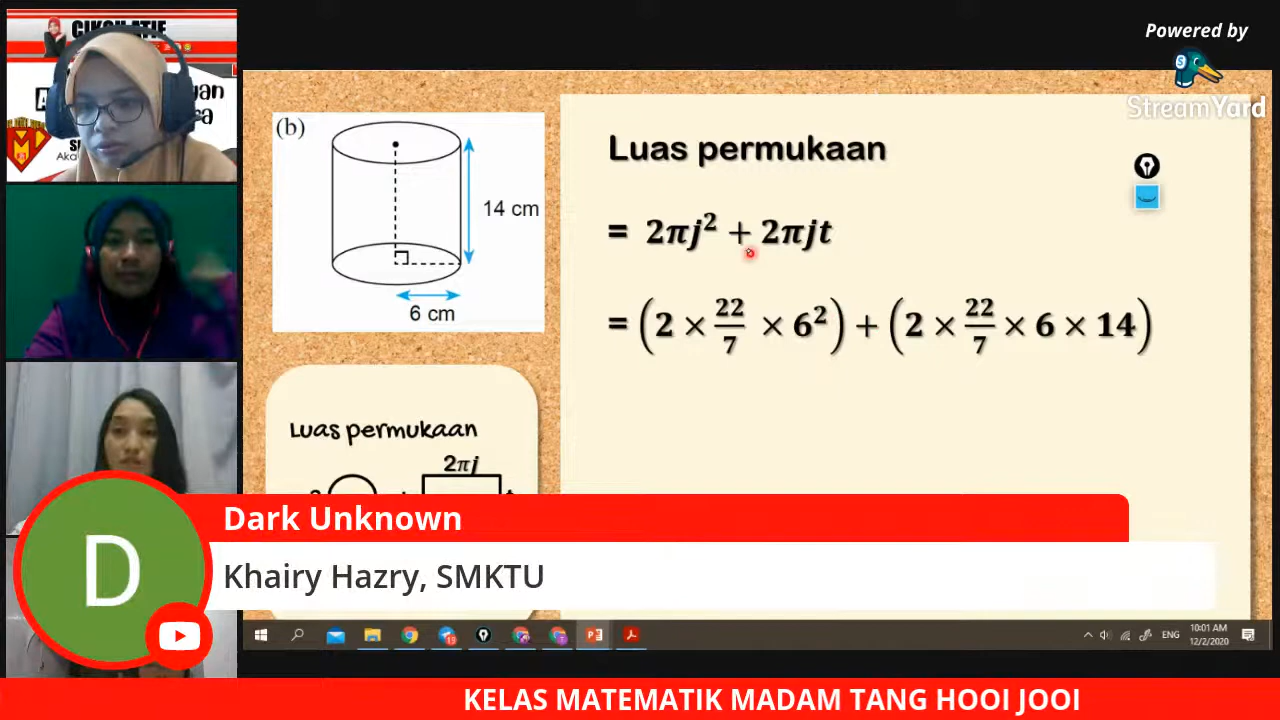 CIKGU ATIE
Powered by
StreamYard
(b)
14 cm
6 cm
Luas permukaan
= 2πj² + 2πjt
= (2 × 22/7 × 6²) + (2 × 22/7 × 6 × 14)
Luas permukaan
2πj
D
Dark Unknown
Khairy Hazry, SMKTU
ENG
10:01 AM
12/2/2020
KELAS MATEMATIK MADAM TANG HOOI JOOI